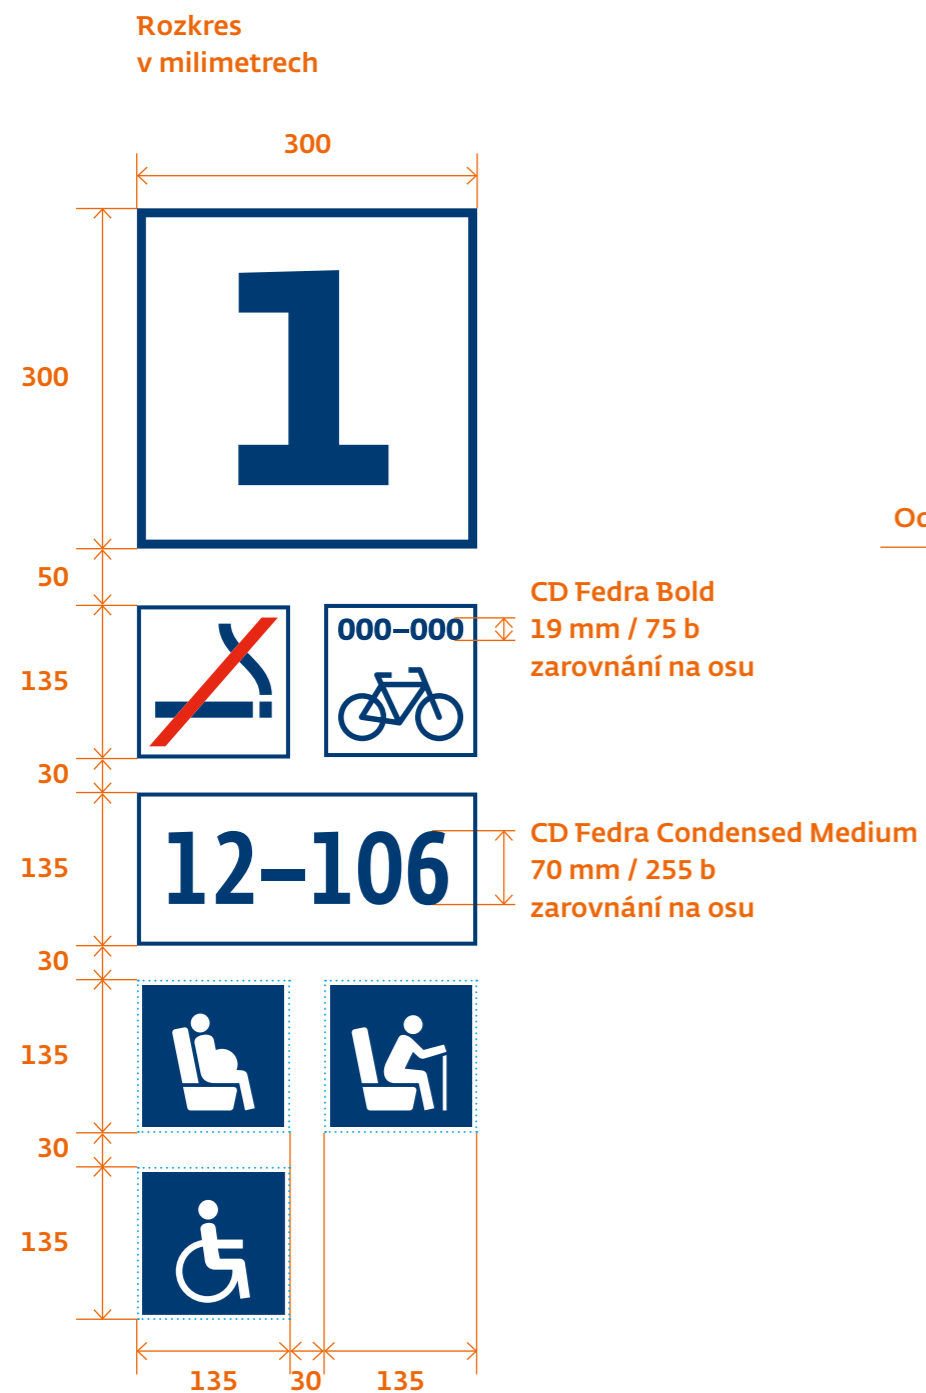 Rozkres
v milimetrech
300
300
1
50
CD Fedra Bold
19 mm / 75 b
zarovnání na osu
000–000
135
30
CD Fedra Condensed Medium
70 mm / 255 b
zarovnání na osu
12–106
135
30
135
30
135
135
30
135